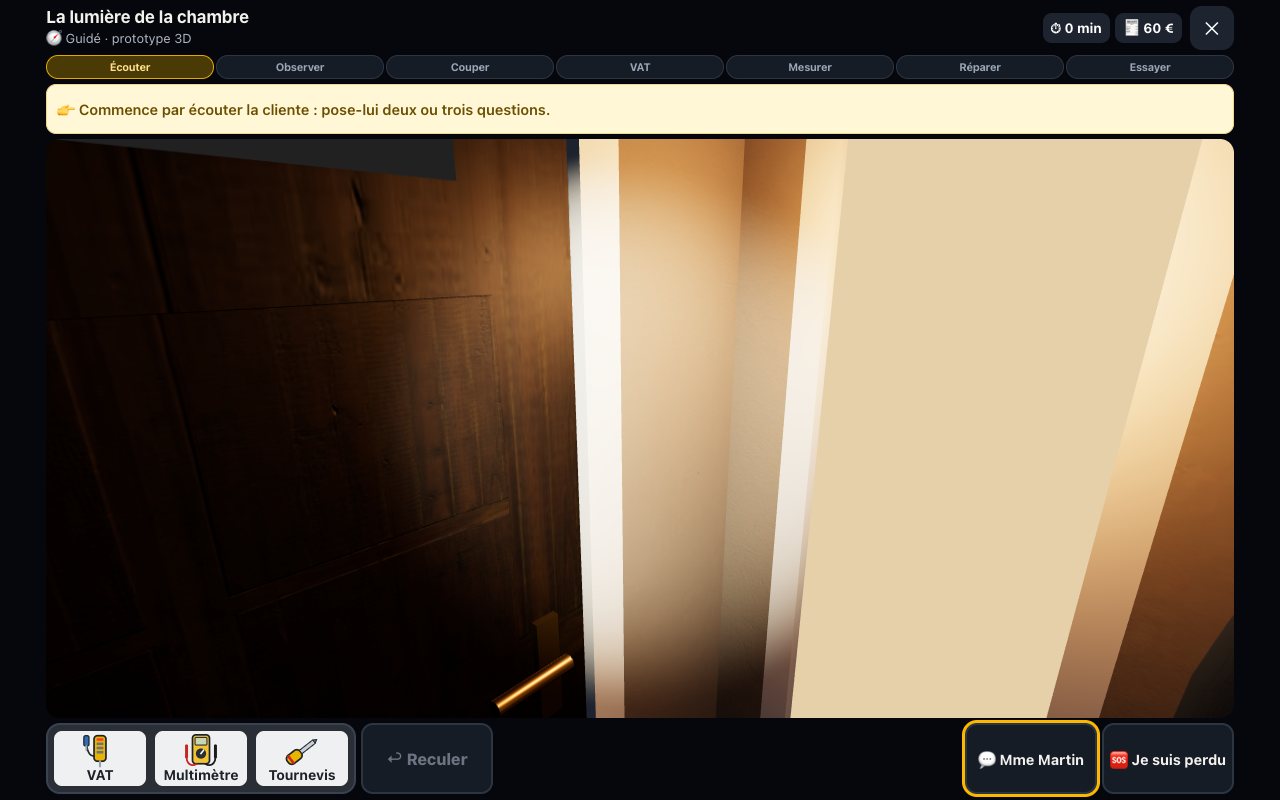 La lumière de la chambre
Guidé · prototype 3D
0 min
60 €
Écouter
Observer
Couper
VAT
Mesurer
Réparer
Essayer
Commence par écouter la cliente : pose-lui deux ou trois questions.
VAT
Multimètre
Tournevis
Reculer
Mme Martin
SOS
Je suis perdu